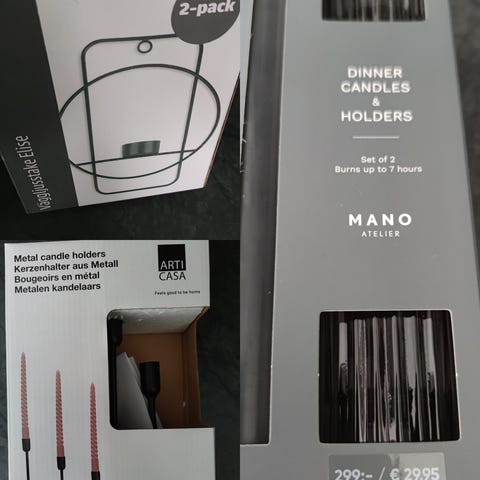 2-pack
Väggljusstake Elise
DINNER
CANDLES
&
HOLDERS
Set of 2
Burns up to 7 hours
MANO
ATELIER
299:- / € 29.95
Metal candle holders
Kerzenhalter aus Metall
Bougeoirs en métal
Metalen kandelaars
ARTI
CASA
Feels good to be home